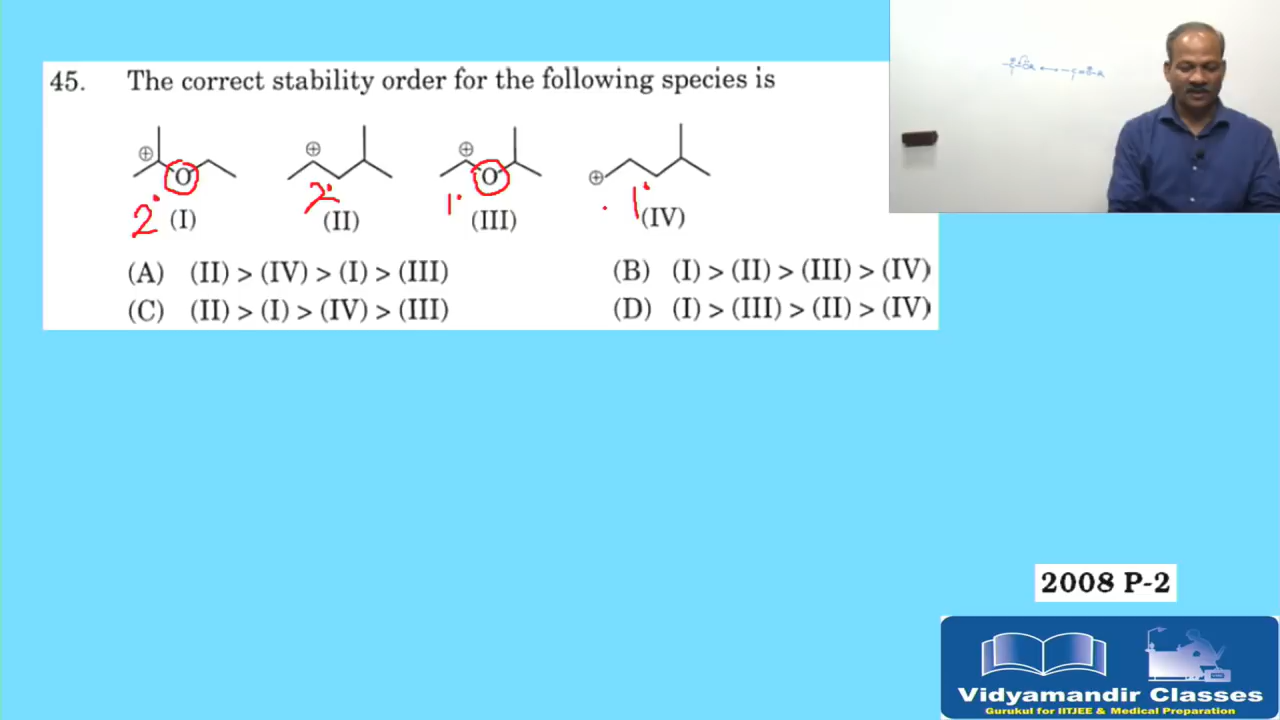 45. The correct stability order for the following species is
⊕ O ⊕ ⊕ O ⊕
2° 2° 1° 1°
(I) (II) (III) (IV)
(A) (II) > (IV) > (I) > (III) (B) (I) > (II) > (III) > (IV)
(C) (II) > (I) > (IV) > (III) (D) (I) > (III) > (II) > (IV)
2008 P-2
Vidyamandir Classes
Gurukul for IITJEE & Medical Preparation